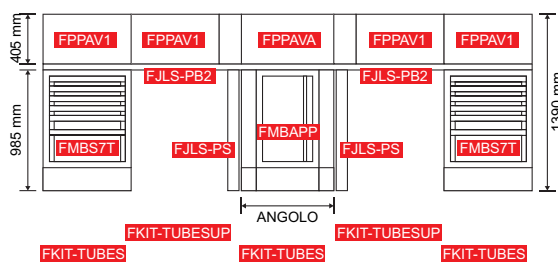 405 mm
FPPAV1
FPPAV1
FPPAVA
FPPAV1
FPPAV1
FJLS-PB2
FJLS-PB2
985 mm
1390 mm
FMBAPP
FMBS7T
FJLS-PS
FJLS-PS
FMBS7T
ANGOLO
FKIT-TUBESUP
FKIT-TUBESUP
FKIT-TUBES
FKIT-TUBES
FKIT-TUBES